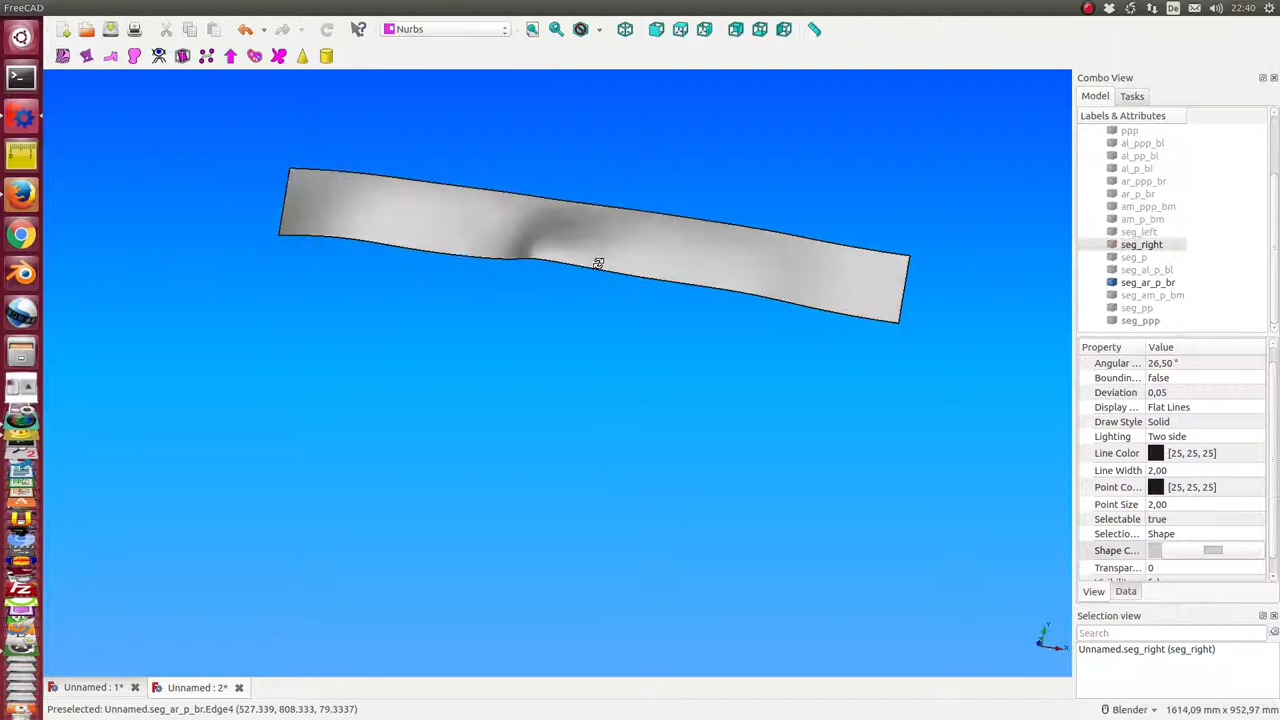 FreeCAD
De
22:40
Nurbs
Combo View
Model
Tasks
Labels & Attributes
ppp
al_ppp_bl
al_pp_bl
al_p_bl
ar_ppp_br
ar_p_br
am_ppp_bm
am_p_bm
seg_left
seg_right
seg_p
seg_al_p_bl
seg_ar_p_br
seg_am_p_bm
seg_pp
seg_ppp
Property
Value
Angular ...
26,50 °
Boundin...
false
Deviation
0,05
Display ...
Flat Lines
Draw Style
Solid
Lighting
Two side
Line Color
[25, 25, 25]
Line Width
2,00
Point Co...
[25, 25, 25]
Point Size
2,00
Selectable
true
Selectio...
Shape
Shape C...
Transpar...
0
View
Data
Selection view
Search
Unnamed.seg_right (seg_right)
Unnamed : 1*
Unnamed : 2*
Preselected: Unnamed.seg_ar_p_br.Edge4 (527.339, 808.333, 79.3337)
Blender
1614,09 mm x 952,97 mm